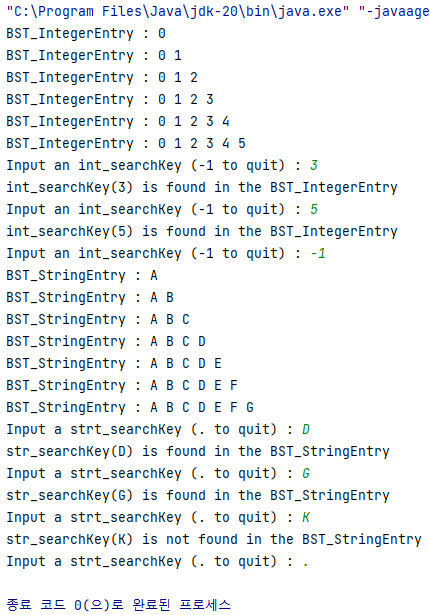 "C:\Program Files\Java\jdk-20\bin\java.exe" "-javaage
BST_IntegerEntry : 0
BST_IntegerEntry : 0 1
BST_IntegerEntry : 0 1 2
BST_IntegerEntry : 0 1 2 3
BST_IntegerEntry : 0 1 2 3 4
BST_IntegerEntry : 0 1 2 3 4 5
Input an int_searchKey (-1 to quit) : 3
int_searchKey(3) is found in the BST_IntegerEntry
Input an int_searchKey (-1 to quit) : 5
int_searchKey(5) is found in the BST_IntegerEntry
Input an int_searchKey (-1 to quit) : -1
BST_StringEntry : A
BST_StringEntry : A B
BST_StringEntry : A B C
BST_StringEntry : A B C D
BST_StringEntry : A B C D E
BST_StringEntry : A B C D E F
BST_StringEntry : A B C D E F G
Input a strt_searchKey (. to quit) : D
str_searchKey(D) is found in the BST_StringEntry
Input a strt_searchKey (. to quit) : G
str_searchKey(G) is found in the BST_StringEntry
Input a strt_searchKey (. to quit) : K
str_searchKey(K) is not found in the BST_StringEntry
Input a strt_searchKey (. to quit) : .
종료 코드 0(으)로 완료된 프로세스